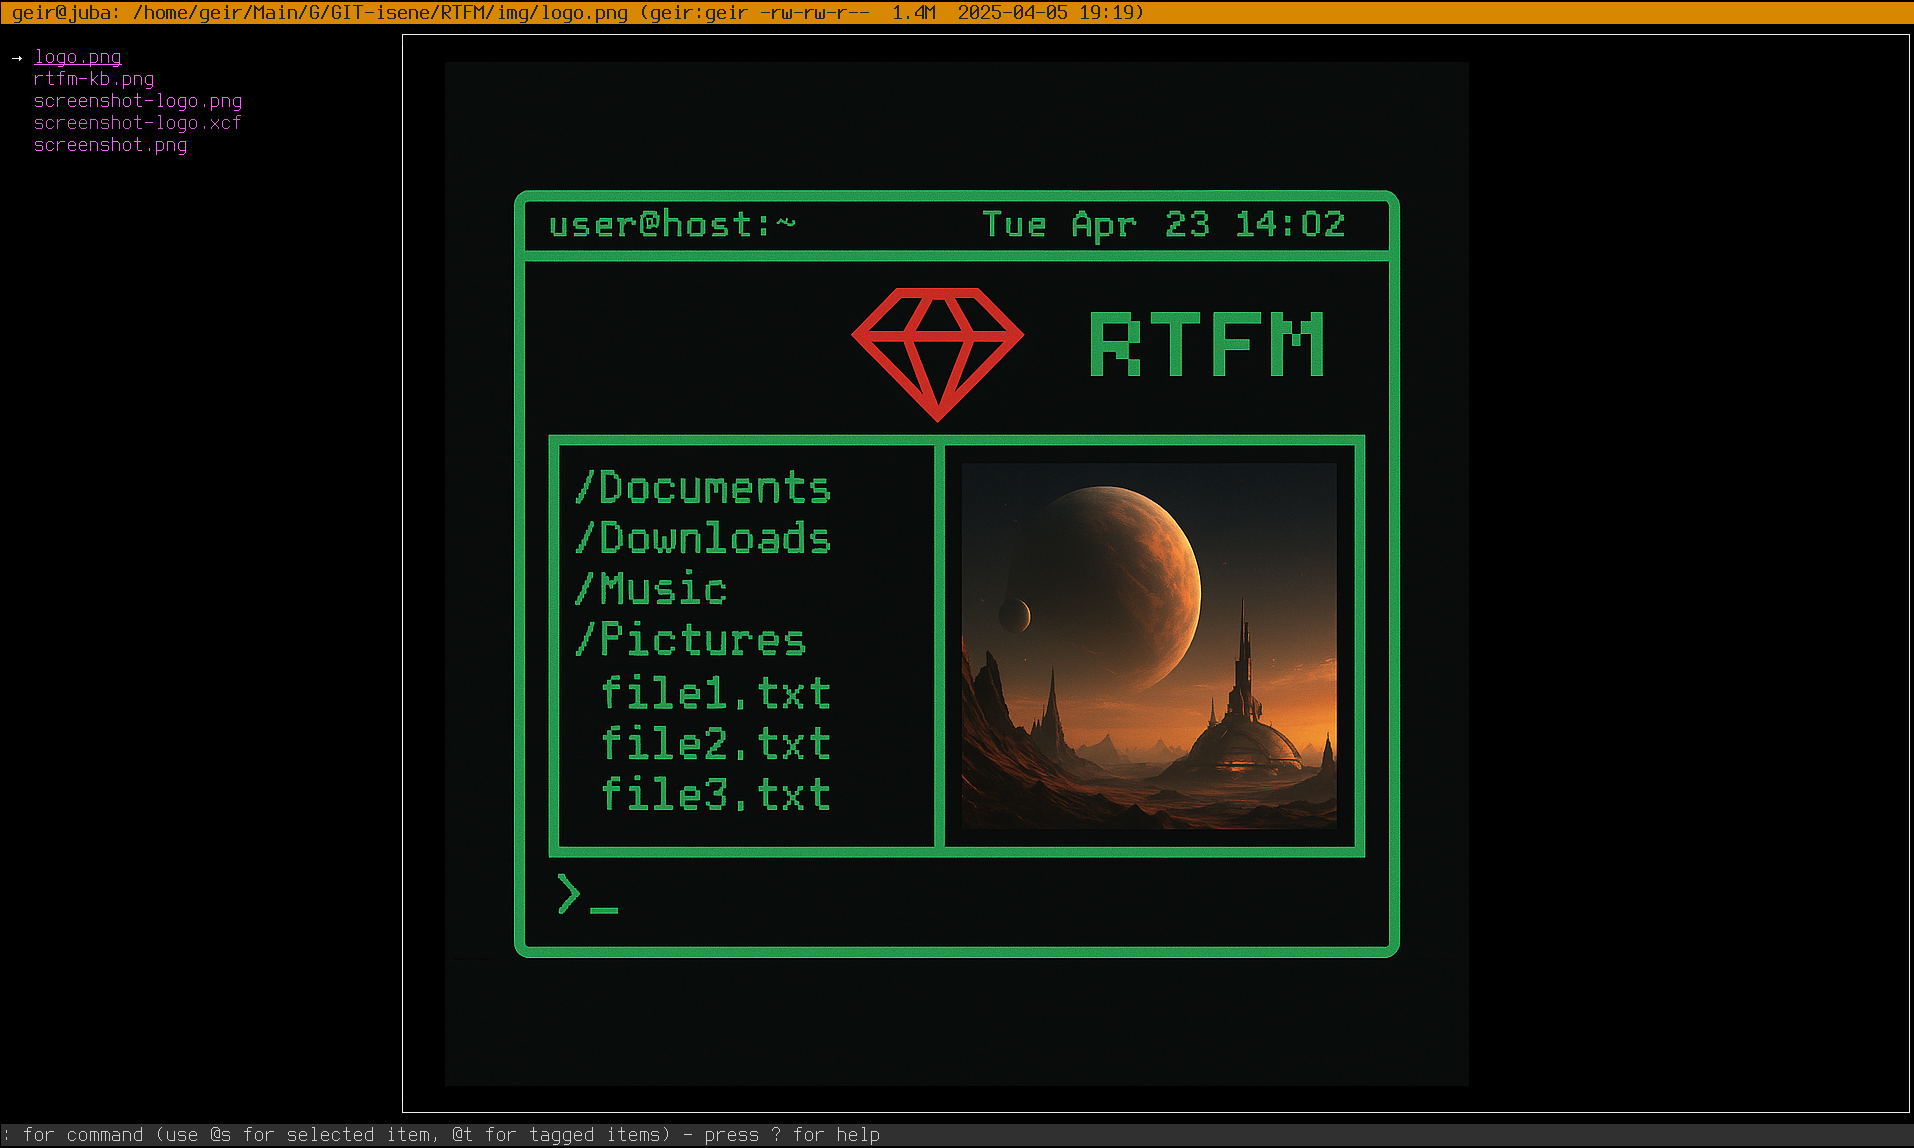 geir@juba: /home/geir/Main/G/GIT-isene/RTFM/img/logo.png (geir:geir -rw-rw-r--  1.4M  2025-04-05 19:19)
→ logo.png
rtfm-kb.png
screenshot-logo.png
screenshot-logo.xcf
screenshot.png
user@host:~ Tue Apr 23 14:02
RTFM
/Documents
/Downloads
/Music
/Pictures
file1.txt
file2.txt
file3.txt
>_
: for command (use @s for selected item, @t for tagged items) - press ? for help